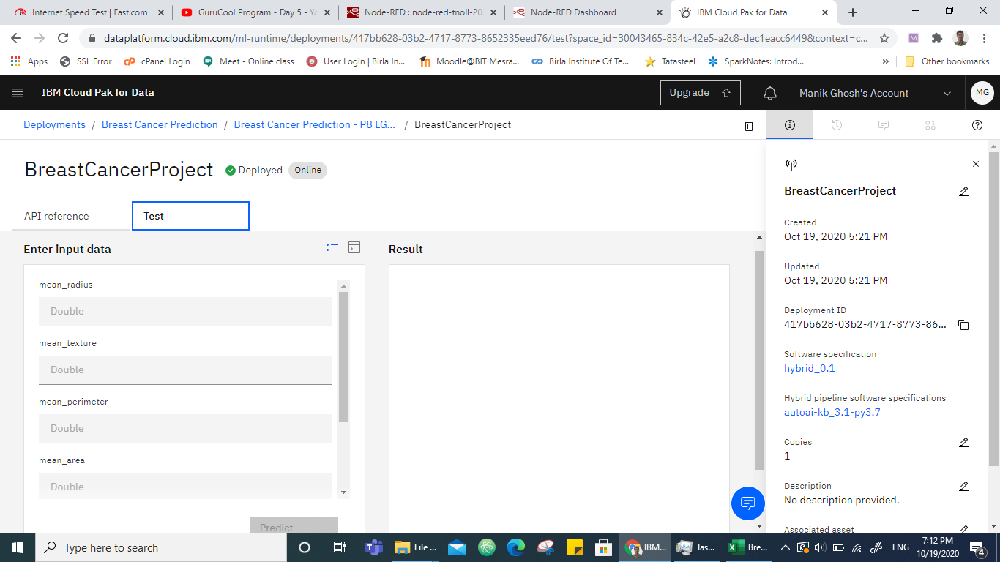 Internet Speed Test | Fast.com
GuruCool Program - Day 5 - Yo
Node-RED : node-red-tnoll-202
Node-RED Dashboard
IBM Cloud Pak for Data
dataplatform.cloud.ibm.com/ml-runtime/deployments/417bb628-03b2-4717-8773-8652335eed76/test?space_id=30043465-834c-42e5-a2c8-dec1eacc6449&context=c...
M
Apps
SSL Error
cPanel Login
Meet - Online class
User Login | Birla In...
Moodle@BIT Mesra...
Birla Institute Of Te...
Tatasteel
SparkNotes: Introd...
»
Other bookmarks
IBM Cloud Pak for Data
Upgrade
Manik Ghosh's Account
MG
Deployments / Breast Cancer Prediction / Breast Cancer Prediction - P8 LG... / BreastCancerProject
BreastCancerProject
Deployed
Online
API reference
Test
Enter input data
mean_radius
Double
mean_texture
Double
mean_perimeter
Double
mean_area
Double
Predict
Result
BreastCancerProject
Created
Oct 19, 2020 5:21 PM
Updated
Oct 19, 2020 5:21 PM
Deployment ID
417bb628-03b2-4717-8773-86...
Software specification
hybrid_0.1
Hybrid pipeline software specifications
autoai-kb_3.1-py3.7
Copies
1
Description
No description provided.
Associated asset
Type here to search
File ...
IBM...
Tas...
Bre...
ENG
7:12 PM
10/19/2020
4